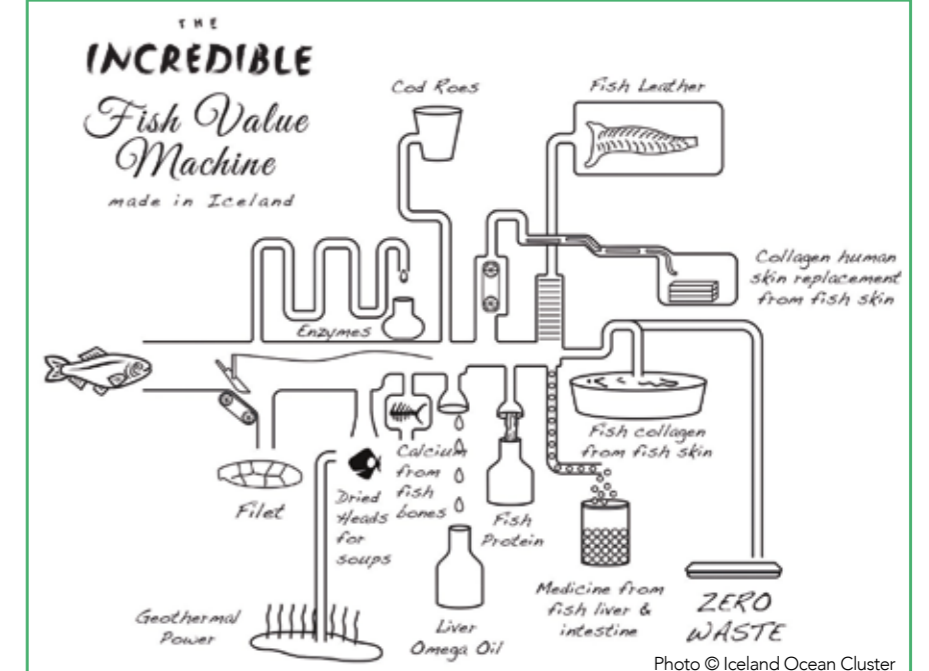 THE
INCREDIBLE
Fish Value
Machine
made in Iceland
Cod Roes
Fish Leather
Collagen human
skin replacement
from fish skin
Enzymes
Fish collagen
from fish skin
Calcium
from
fish
bones
Filet
Dried
Heads
for
soups
Fish
Protein
Medicine from
fish liver &
intestine
ZERO
WASTE
Geothermal
Power
Liver
Omega Oil
Photo © Iceland Ocean Cluster